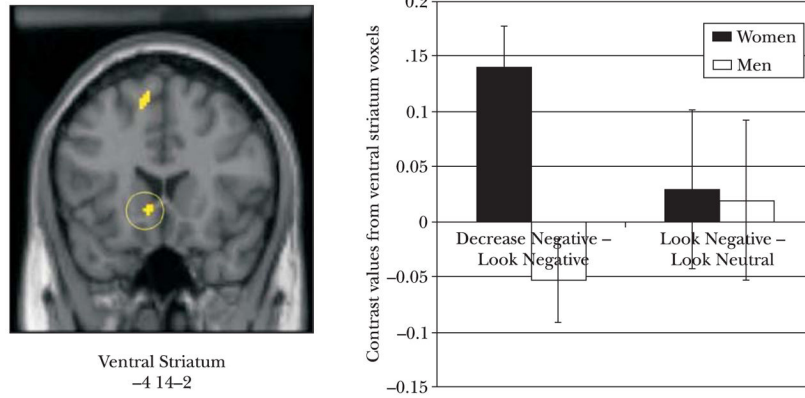 Ventral Striatum
–4 14–2
Contrast values from ventral striatum voxels
0.2
.15
0.1
0.05
0
–0.05
–0.1
–0.15
Women
Men
Decrease Negative –
Look Negative
Look Negative –
Look Neutral